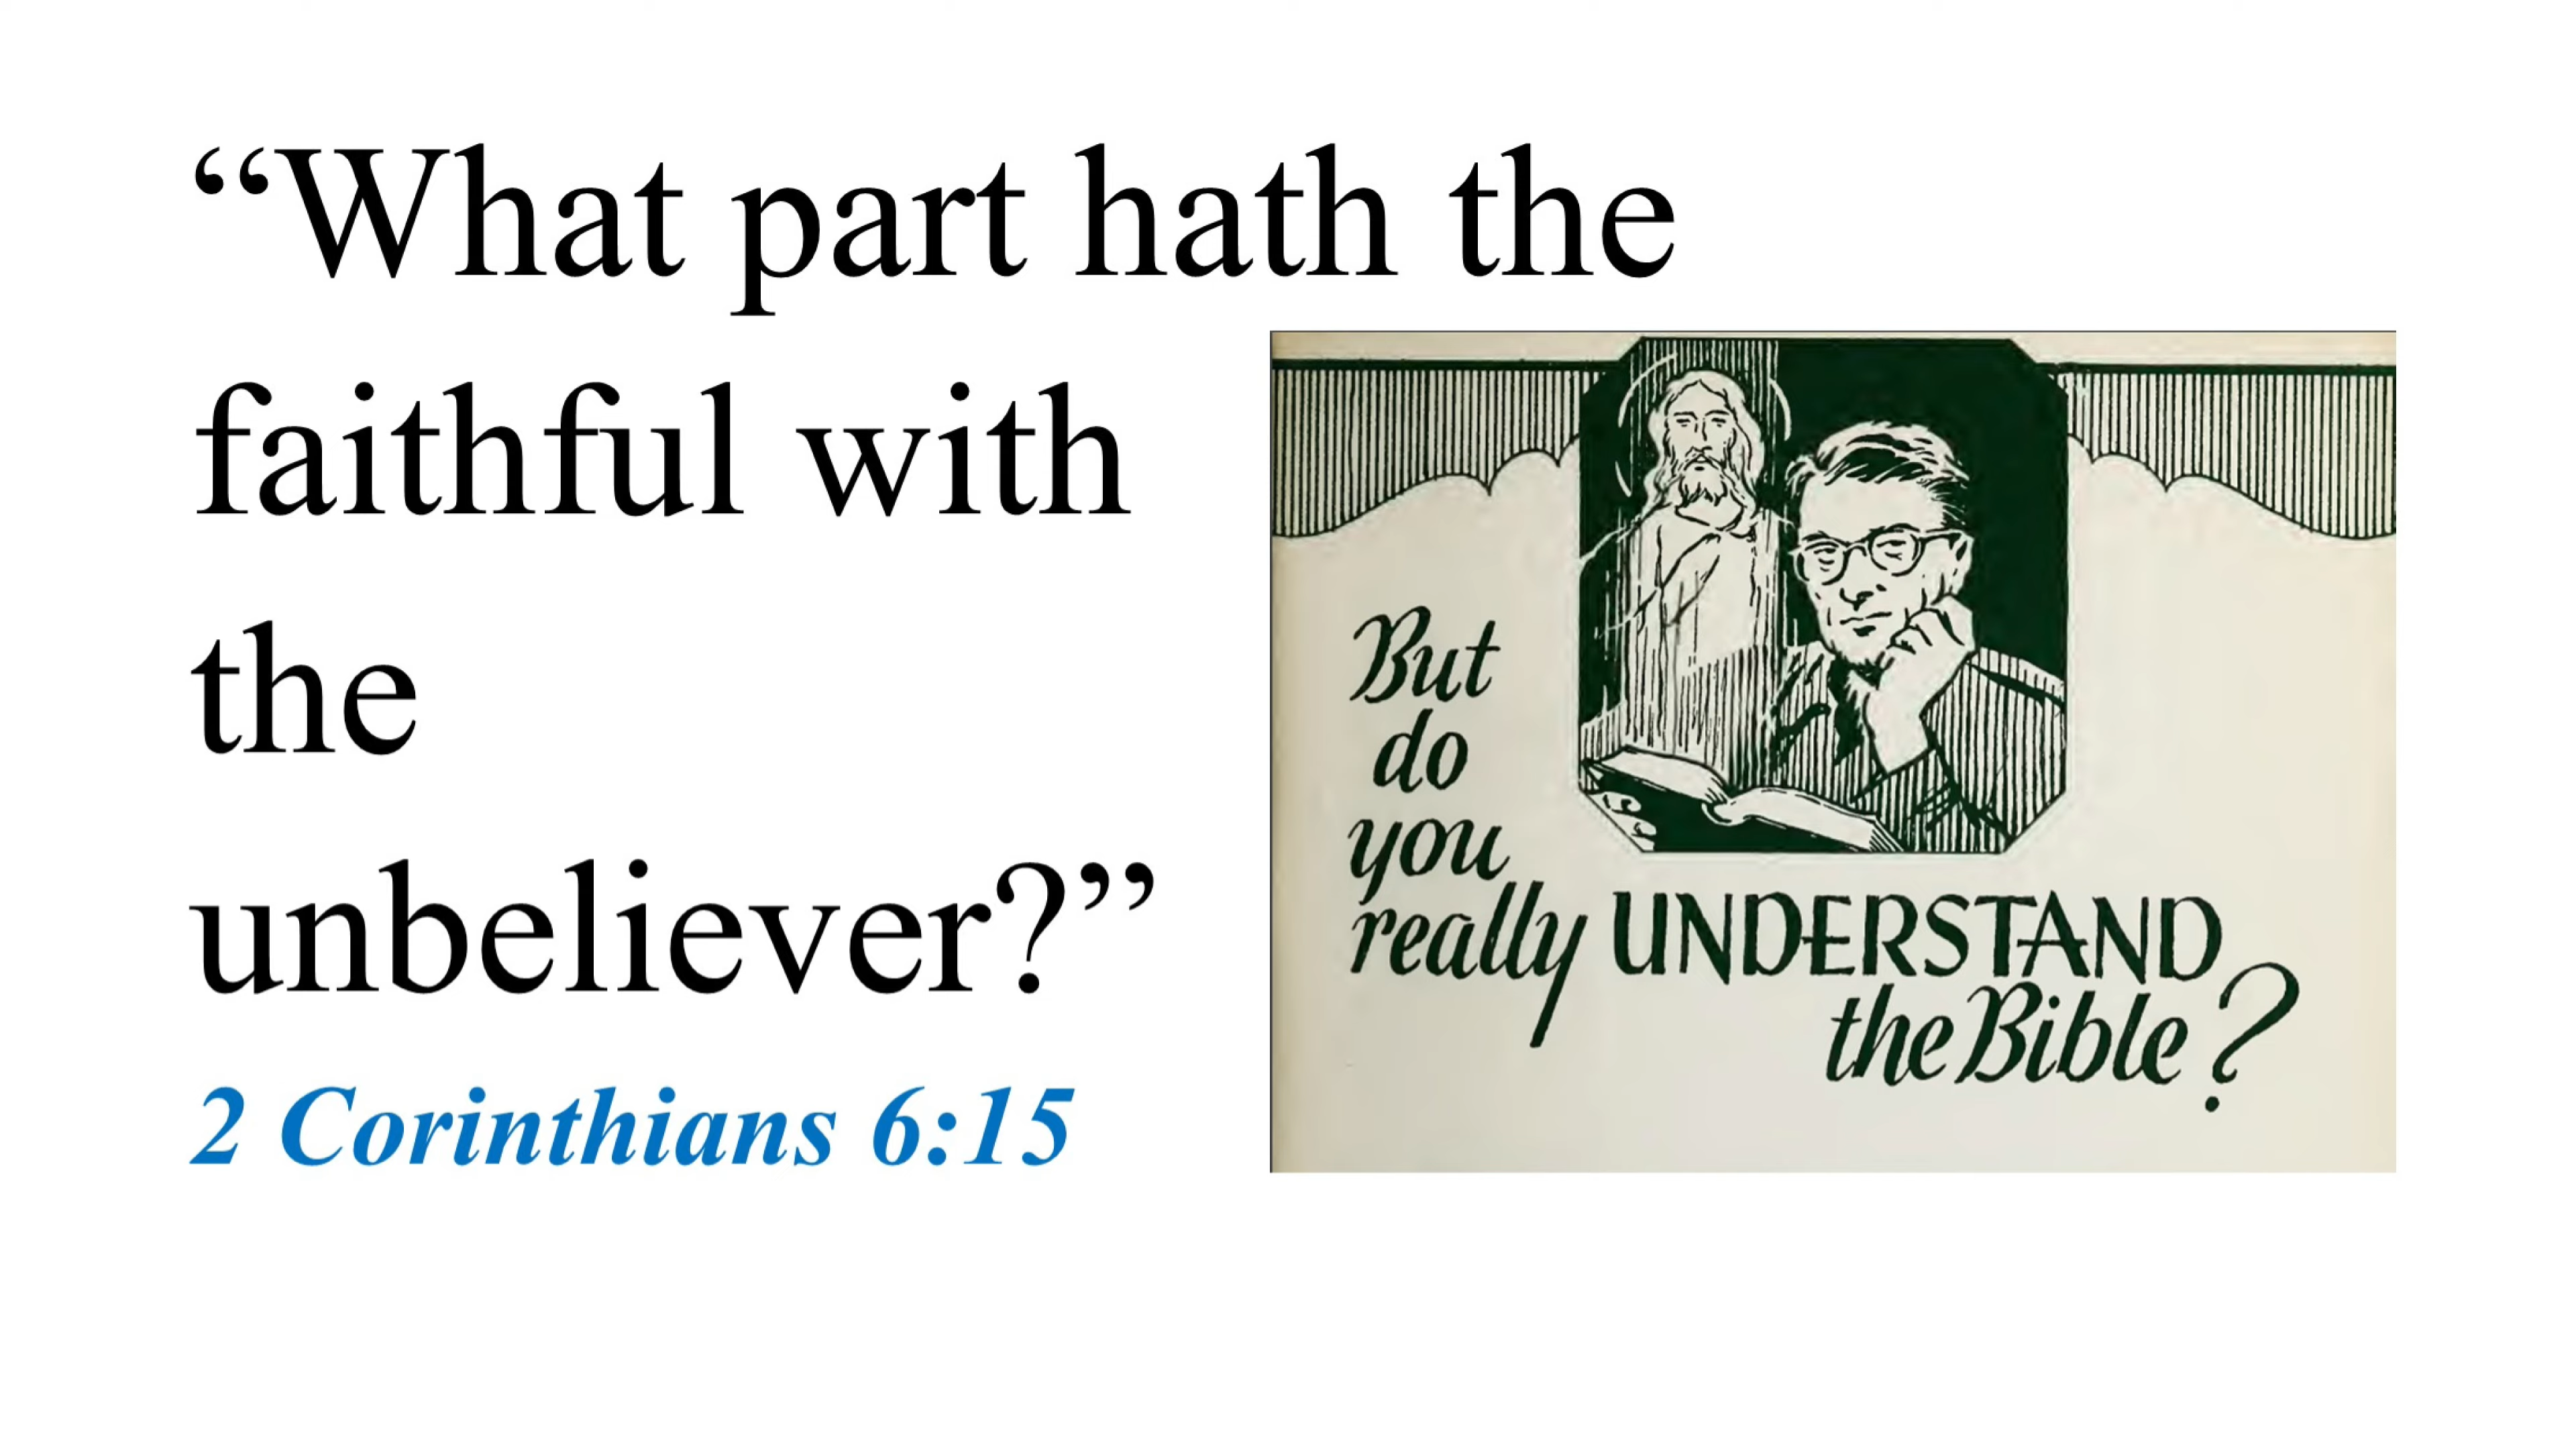 “What part hath the
faithful with
the
unbeliever?”
2 Corinthians 6:15
But
do
you
really UNDERSTAND
the Bible?